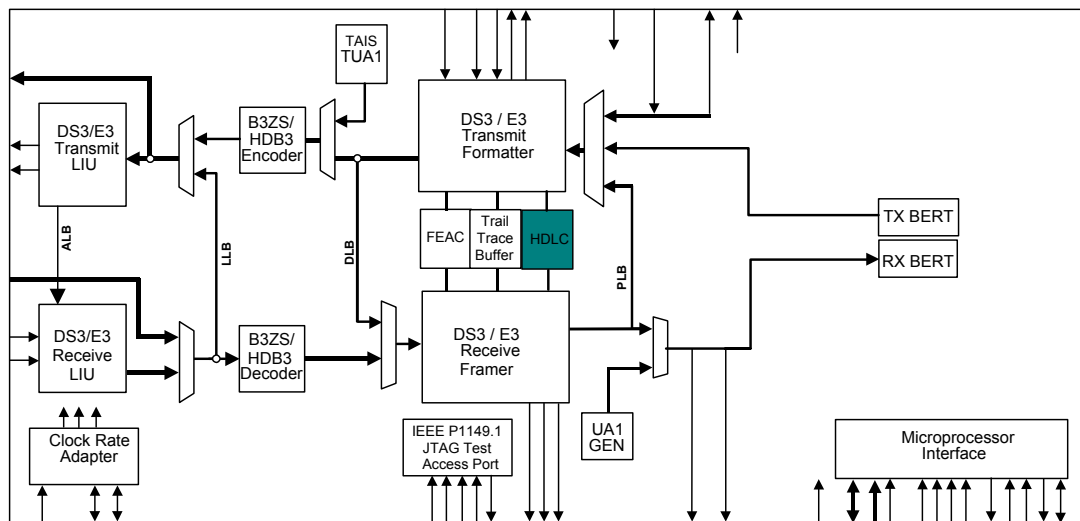 TAIS
TUA1
DS3/E3
Transmit
LIU
B3ZS/
HDB3
Encoder
DS3 / E3
Transmit
Formatter
FEAC
Trail
Trace
Buffer
HDLC
TX BERT
RX BERT
ALB
LLB
DLB
PLB
DS3/E3
Receive
LIU
B3ZS/
HDB3
Decoder
DS3 / E3
Receive
Framer
UA1
GEN
Clock Rate
Adapter
IEEE P1149.1
JTAG Test
Access Port
Microprocessor
Interface